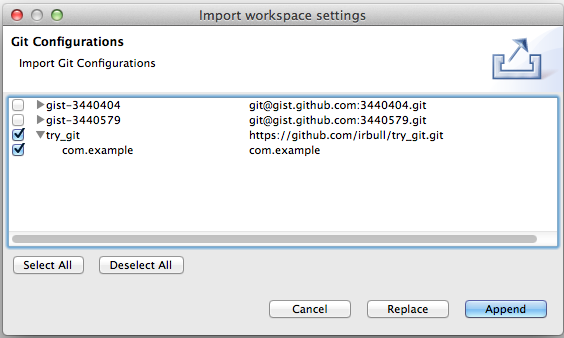 Import workspace settings
Git Configurations
Import Git Configurations
gist-3440404 git@gist.github.com:3440404.git
gist-3440579 git@gist.github.com:3440579.git
try_git https://github.com/irbull/try_git.git
com.example com.example
Select All Deselect All
Cancel Replace Append